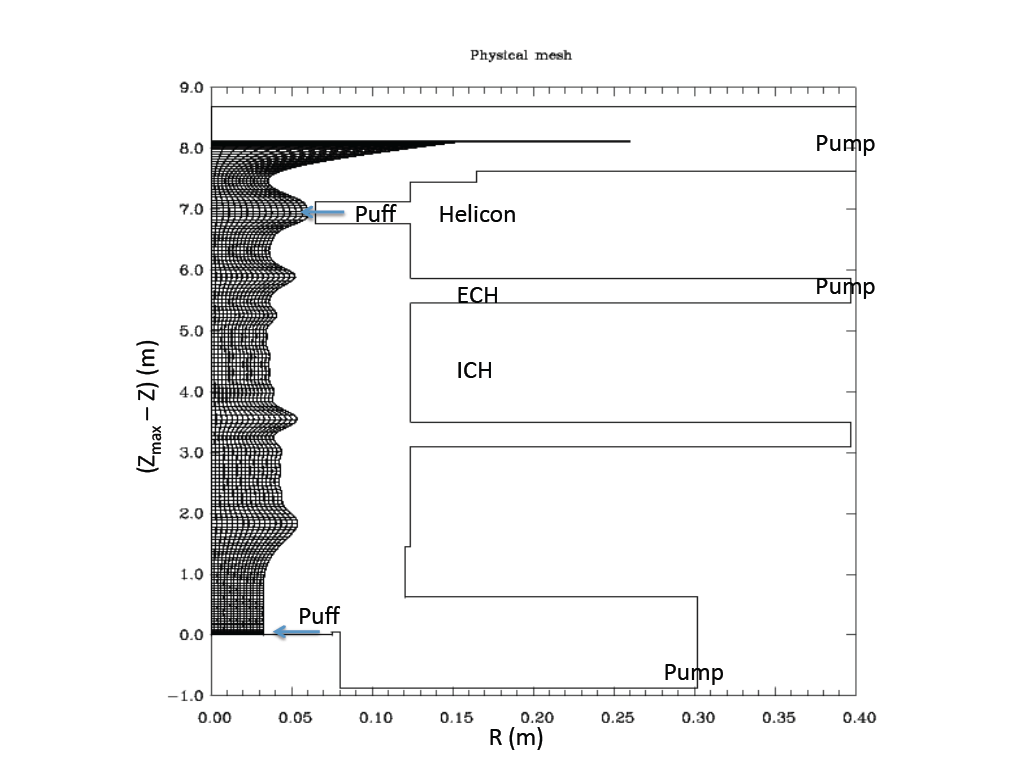 Physical mesh
9.0
8.0
7.0
6.0
5.0
4.0
3.0
2.0
1.0
0.0
−1.0
(Zmax − Z) (m)
Pump
Puff
Helicon
Pump
ECH
ICH
Puff
Pump
0.00 0.05 0.10 0.15 0.20 0.25 0.30 0.35 0.40
R (m)